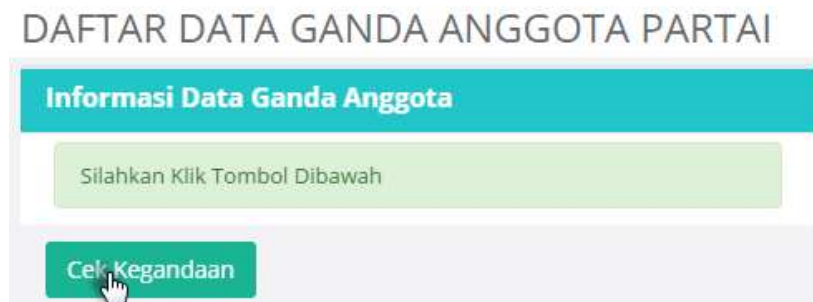 DAFTAR DATA GANDA ANGGOTA PARTAI
Informasi Data Ganda Anggota
Silahkan Klik Tombol Dibawah
Cek Kegandaan